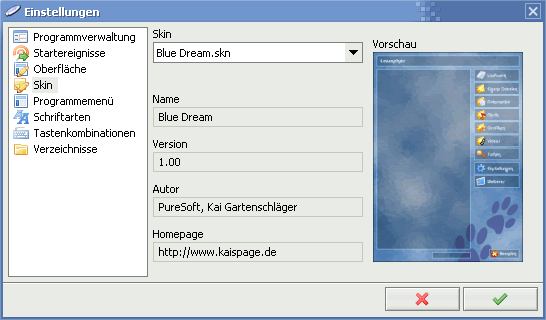 Einstellungen
Programmverwaltung
Startereignisse
Oberfläche
Skin
Programmemenü
Schriftarten
Tastenkombinationen
Verzeichnisse
Skin
Blue Dream.skn
Name
Blue Dream
Version
1.00
Autor
PureSoft, Kai Gartenschläger
Homepage
http://www.kaispage.de
Vorschau